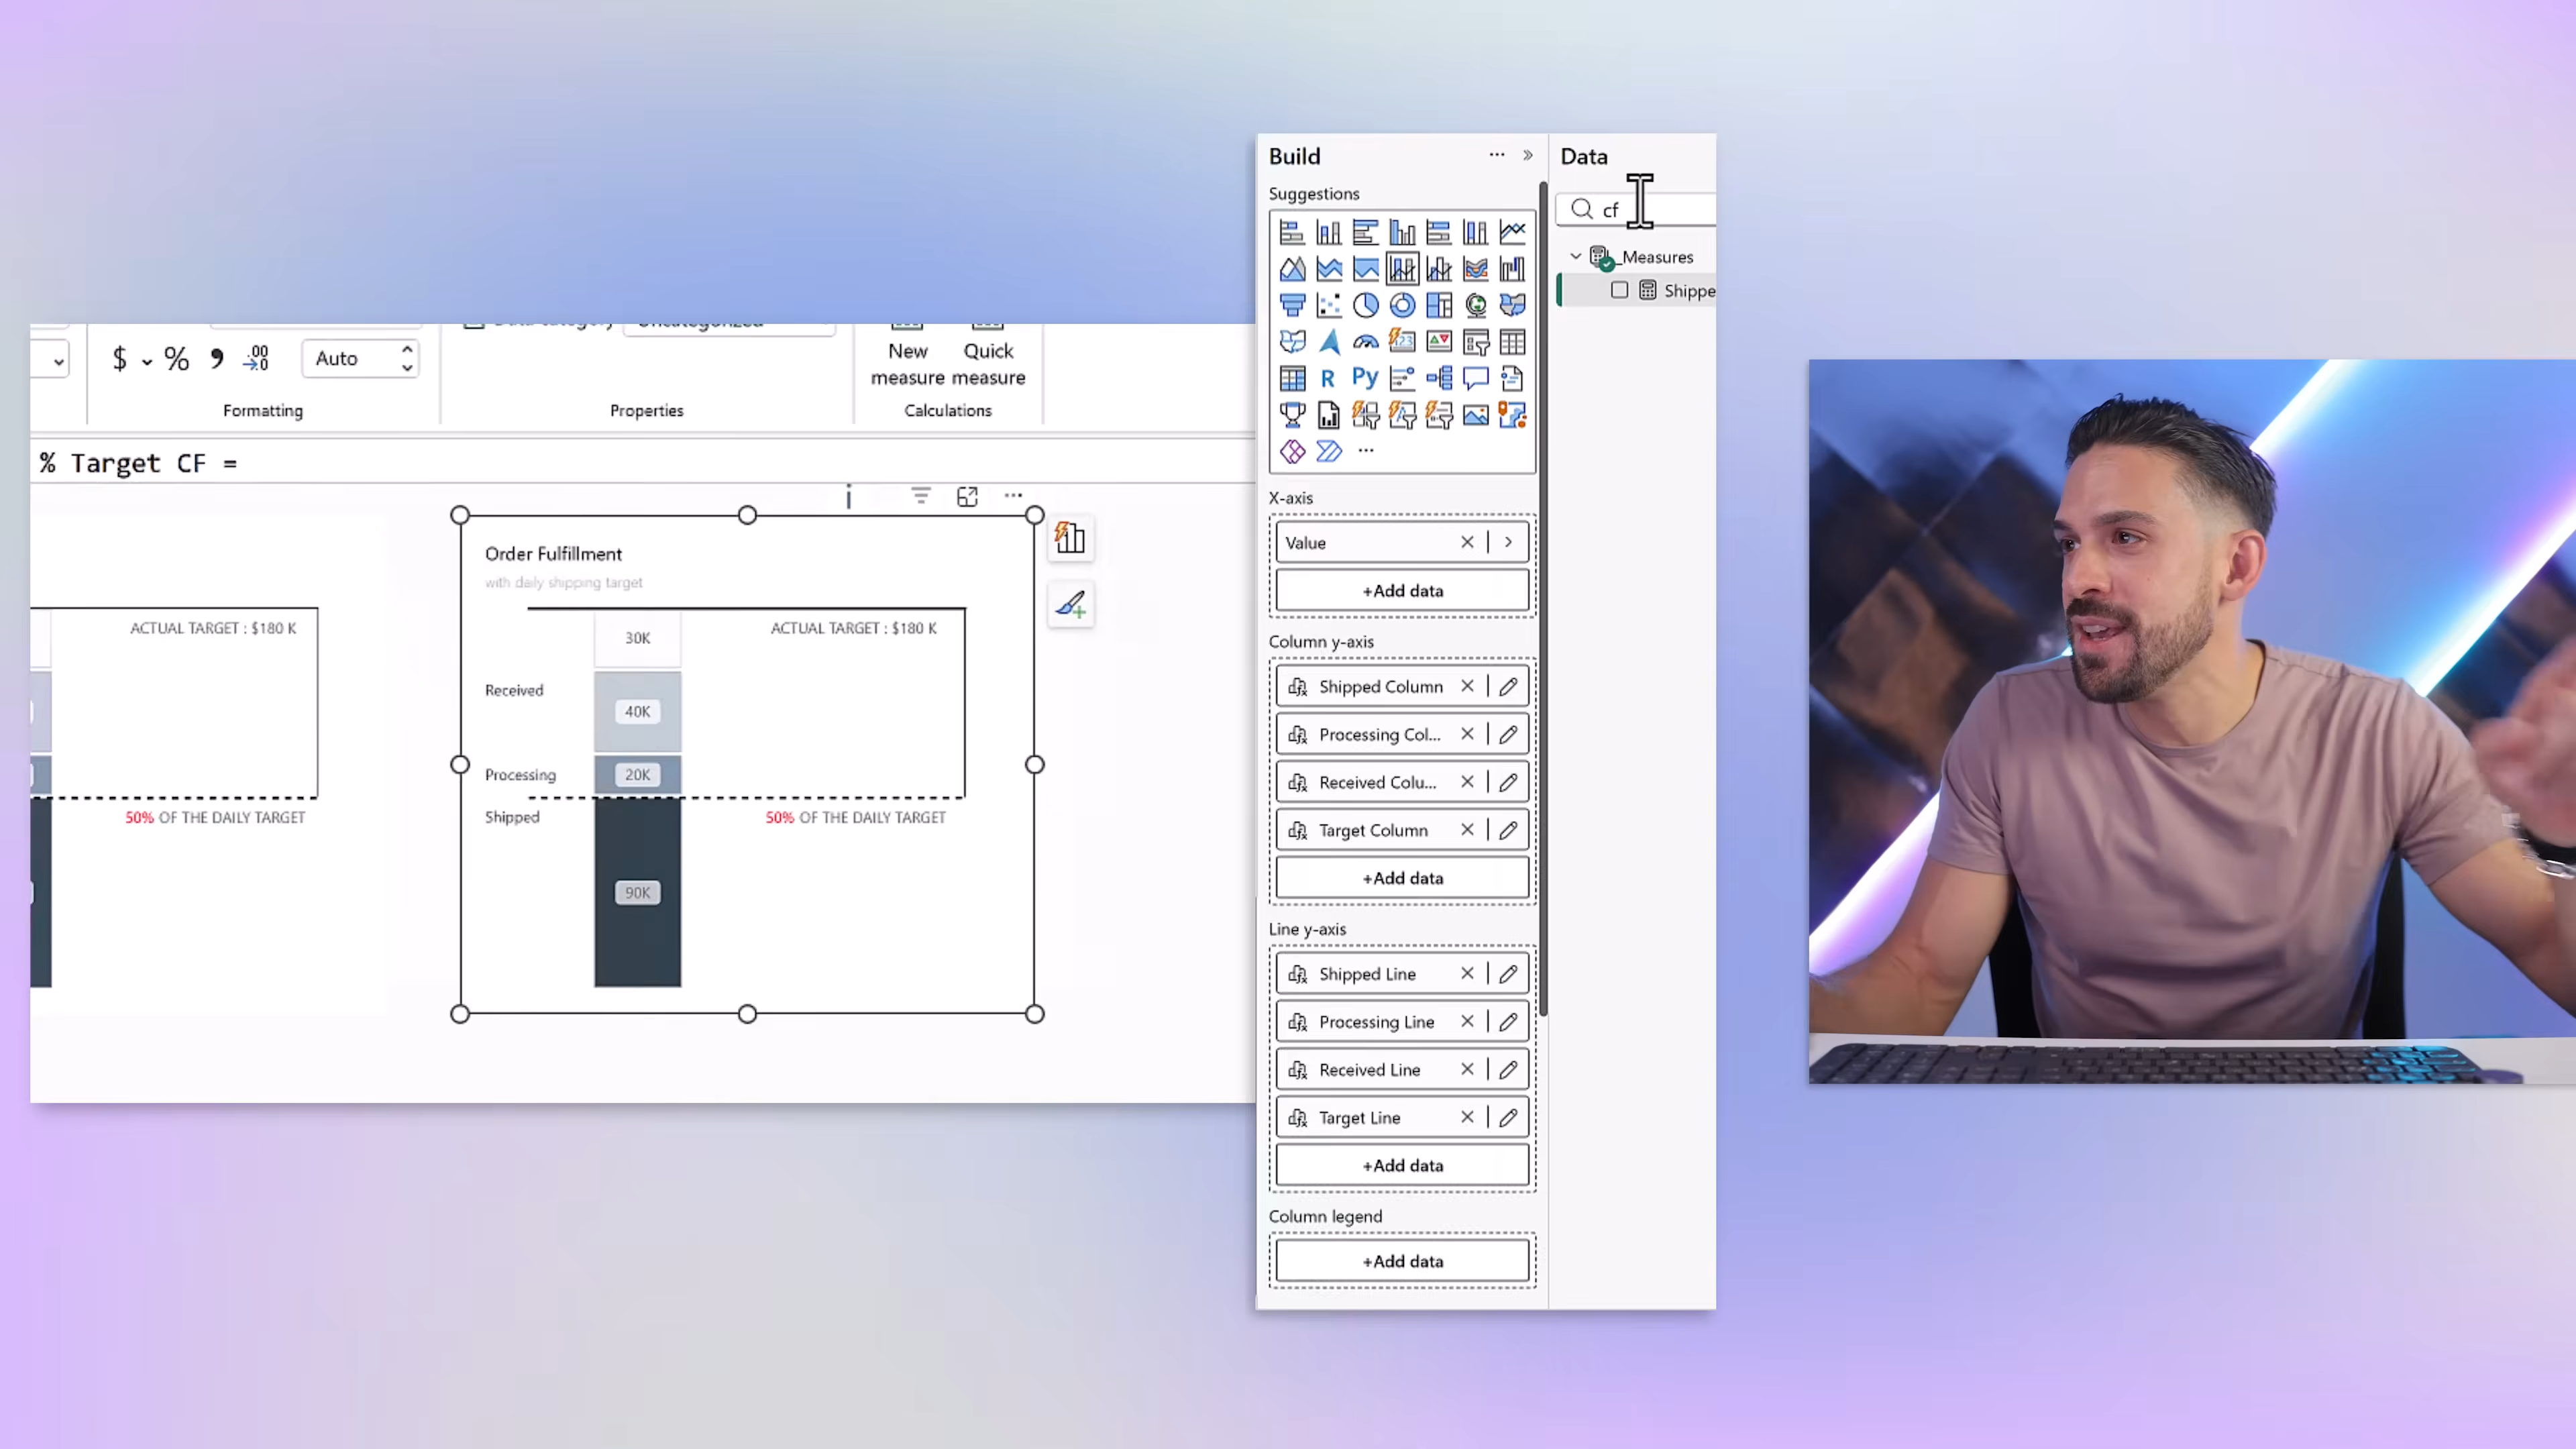 Auto
Formatting
Properties
New measure
Quick measure
Calculations
% Target CF =
ACTUAL TARGET : $180 K
50% OF THE DAILY TARGET
Order Fulfillment
with daily shipping target
30K
ACTUAL TARGET : $180 K
Received
40K
Processing
20K
Shipped
50% OF THE DAILY TARGET
90K
Build
Suggestions
123
R
Py
X-axis
Value
+Add data
Column y-axis
Shipped Column
Processing Col...
Received Colu...
Target Column
+Add data
Line y-axis
Shipped Line
Processing Line
Received Line
Target Line
+Add data
Column legend
+Add data
Data
cf
_Measures
Shippe